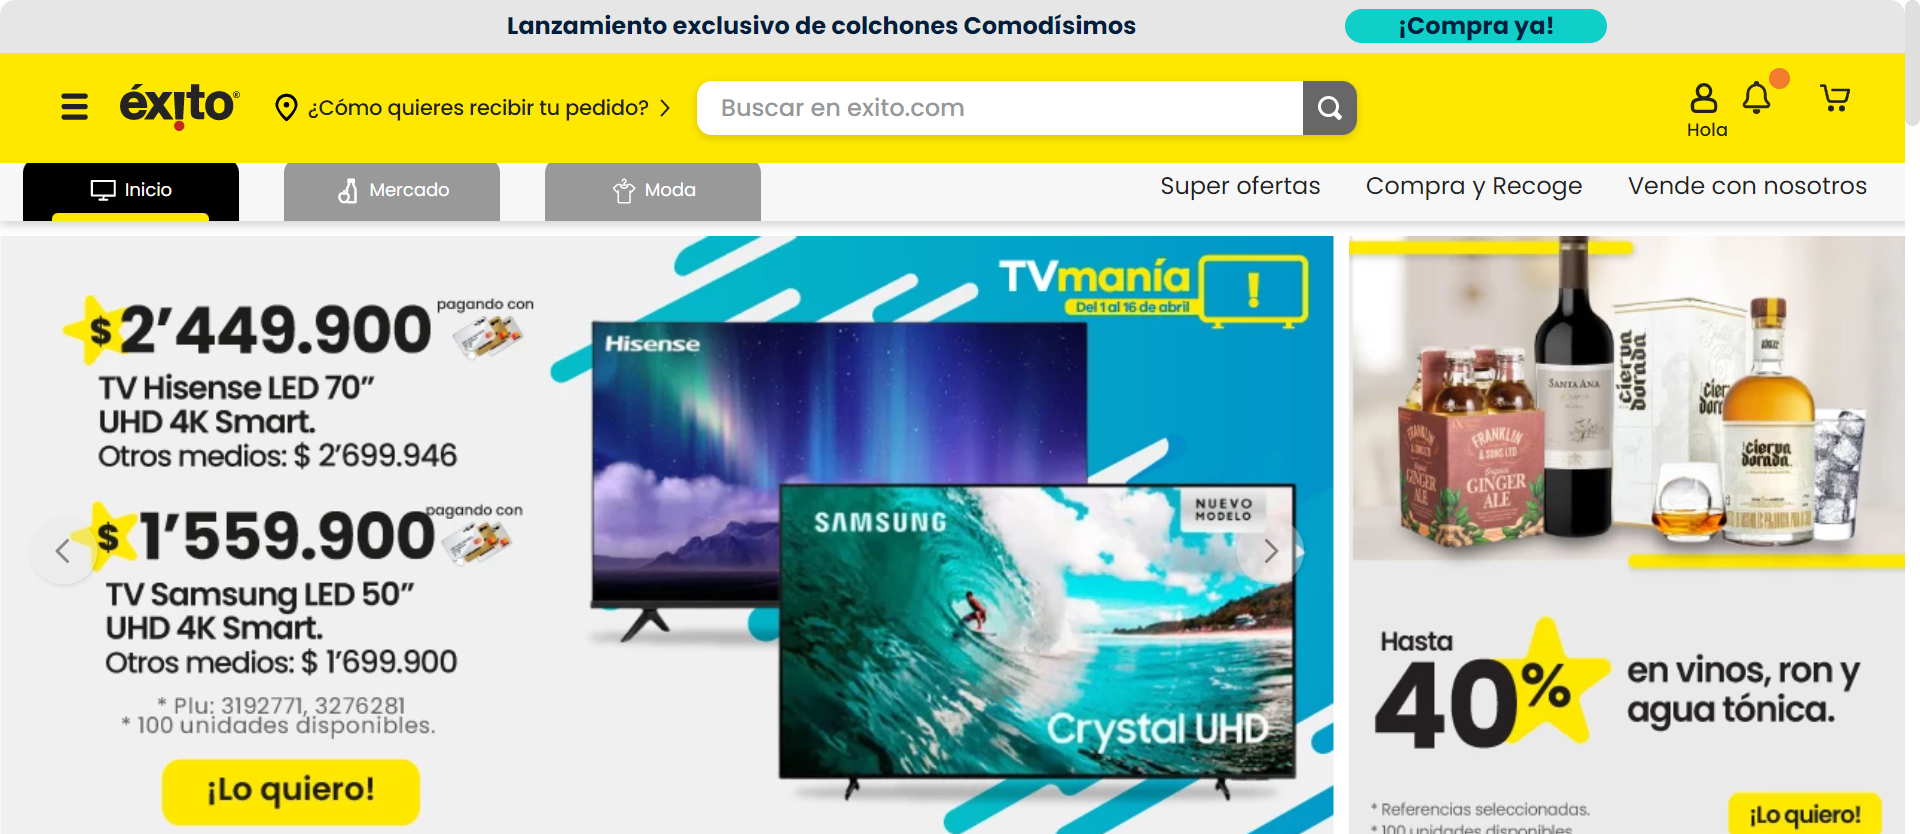 Lanzamiento exclusivo de colchones Comodísimos
¡Compra ya!
éxito®
¿Cómo quieres recibir tu pedido?
Buscar en exito.com
Hola
Inicio
Mercado
Moda
Super ofertas
Compra y Recoge
Vende con nosotros
$2'449.900
pagando con
TV Hisense LED 70"
UHD 4K Smart.
Otros medios: $ 2'699.946
$1'559.900
pagando con
TV Samsung LED 50"
UHD 4K Smart.
Otros medios: $ 1'699.900
* Plu: 3192771, 3276281
* 100 unidades disponibles.
¡Lo quiero!
TVmanía
Del 1 al 16 de abril
Hisense
SAMSUNG
NUEVO
MODELO
Crystal UHD
FRANKLIN
& SONS LTD
Original
GINGER
ALE
SANTA ANA
cierva
dorada
cierva
dorada.
Hasta
40%
en vinos, ron y
agua tónica.
* Referencias seleccionadas.
* 100 unidades disponibles.
¡Lo quiero!